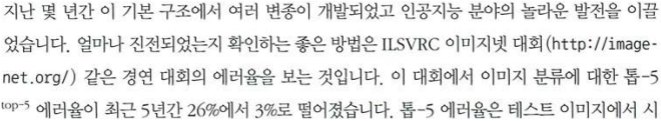 지난 몇 년간 이 기본 구조에서 여러 변종이 개발되었고 인공지능 분야의 놀라운 발전을 이끌
었습니다. 얼마나 진전되었는지 확인하는 좋은 방법은 ILSVRC 이미지넷 대회(http://image-
net.org/) 같은 경연 대회의 에러율을 보는 것입니다. 이 대회에서 이미지 분류에 대한 톱-5
top-5 에러율이 최근 5년간 26%에서 3%로 떨어졌습니다. 톱-5 에러율은 테스트 이미지에서 시